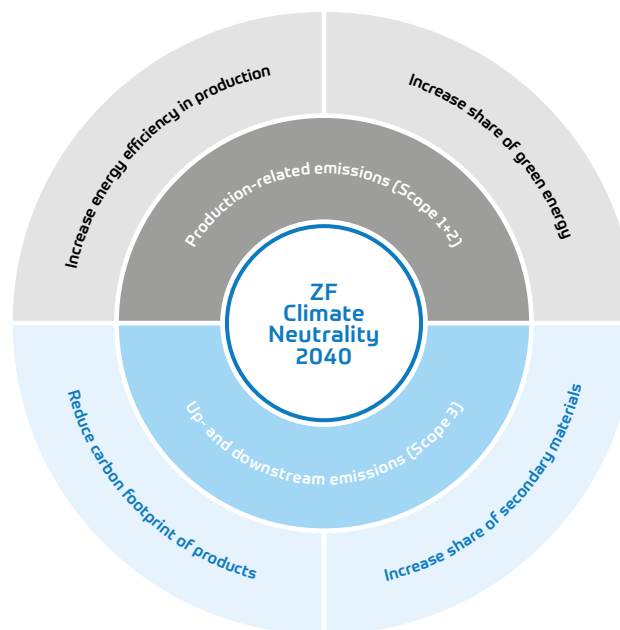 Increase energy efficiency in production
Increase share of green energy
Production-related emissions (Scope 1+2)
ZF
Climate
Neutrality
2040
Up- and downstream emissions (Scope 3)
Reduce carbon footprint of products
Increase share of secondary materials